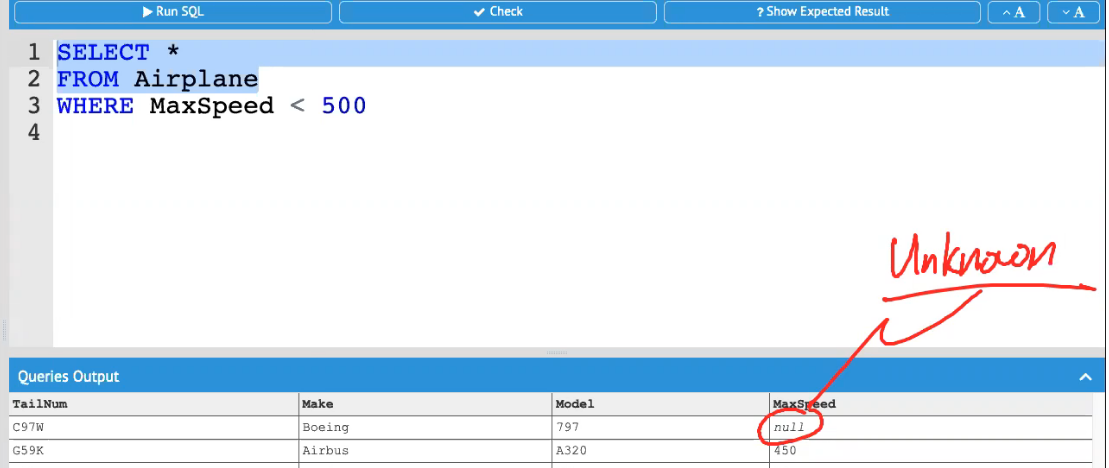 Run SQL
Check
? Show Expected Result
A
A
1 SELECT *
2 FROM Airplane
3 WHERE MaxSpeed < 500
4
Unknown
Queries Output
TailNum Make Model MaxSpeed
C97W Boeing 797 null
G59K Airbus A320 450